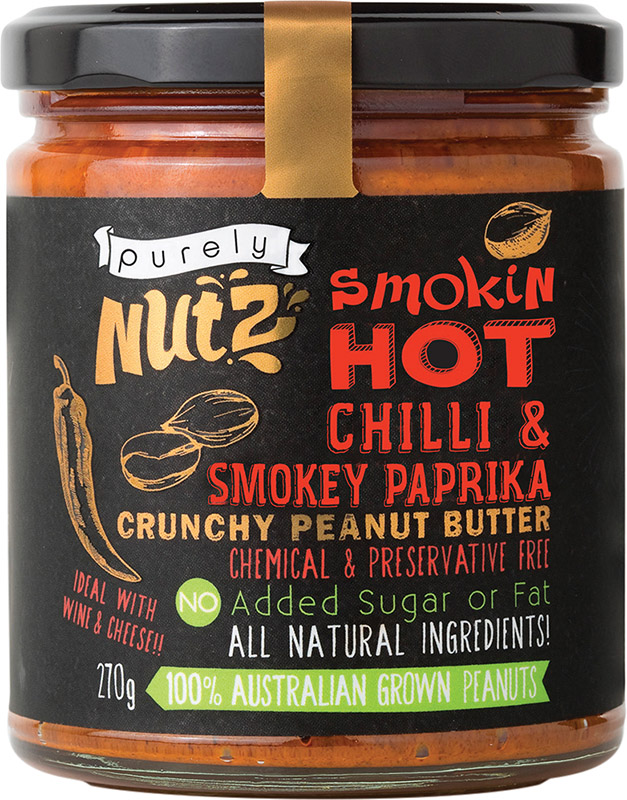 purely
Nutz
Smokin
HOT
CHILLI &
SMOKEY PAPRIKA
CRUNCHY PEANUT BUTTER
CHEMICAL & PRESERVATIVE FREE
IDEAL WITH
WINE & CHEESE!!
NO Added Sugar or Fat
ALL NATURAL INGREDIENTS!
270g
100% AUSTRALIAN GROWN PEANUTS